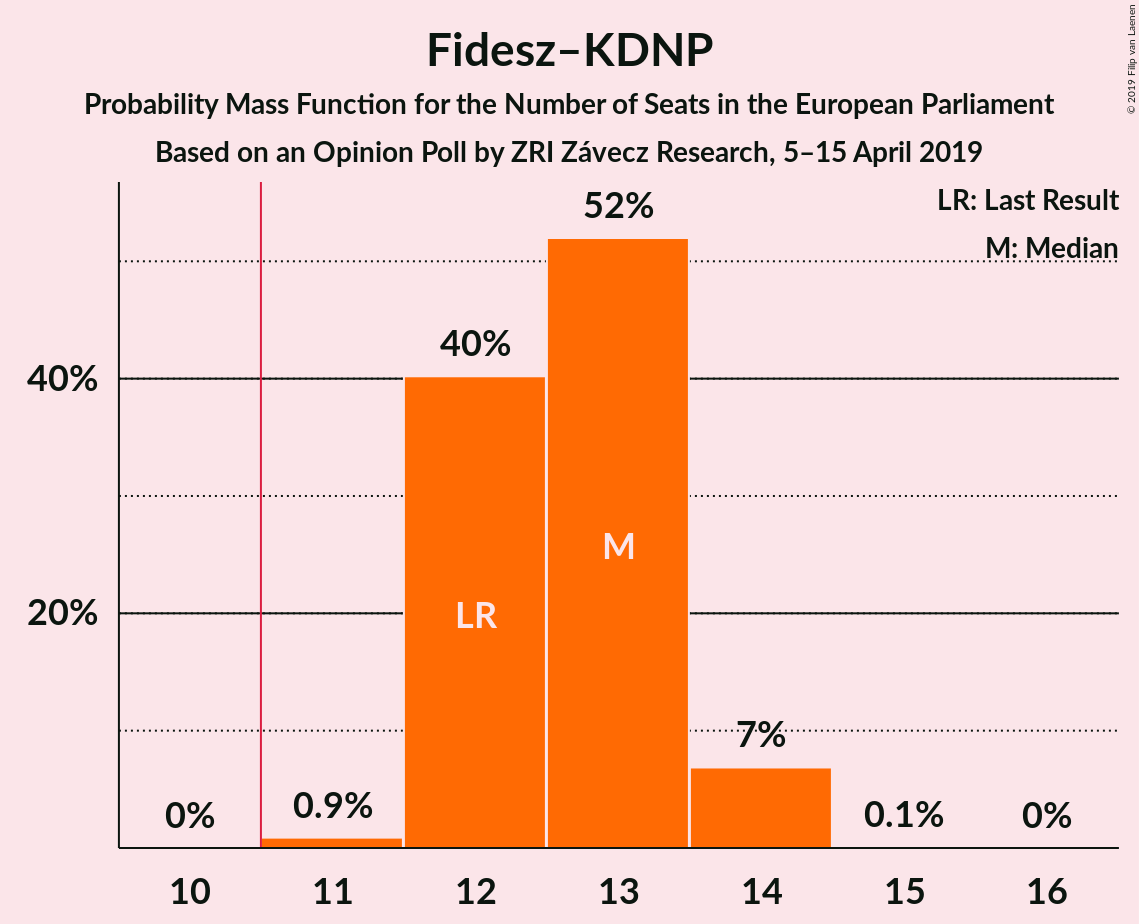 Fidesz–KDNP
Probability Mass Function for the Number of Seats in the European Parliament
Based on an Opinion Poll by ZRI Závecz Research, 5–15 April 2019
© 2019 Filip van Laenen
LR: Last Result
M: Median
52%
40%
40%
M
LR
20%
7%
0%
0.9%
0.1%
0%
10 11 12 13 14 15 16